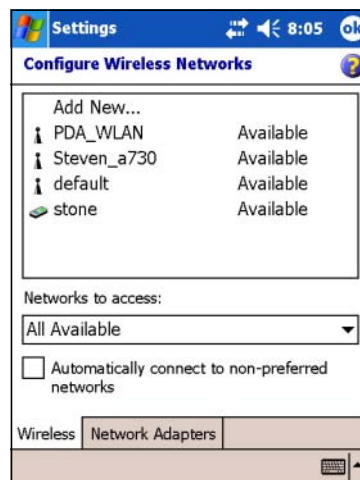 Settings 8:05 ok
Configure Wireless Networks ?
Add New...
PDA_WLAN Available
Steven_a730 Available
default Available
stone Available
Networks to access:
All Available
Automatically connect to non-preferred
networks
Wireless Network Adapters